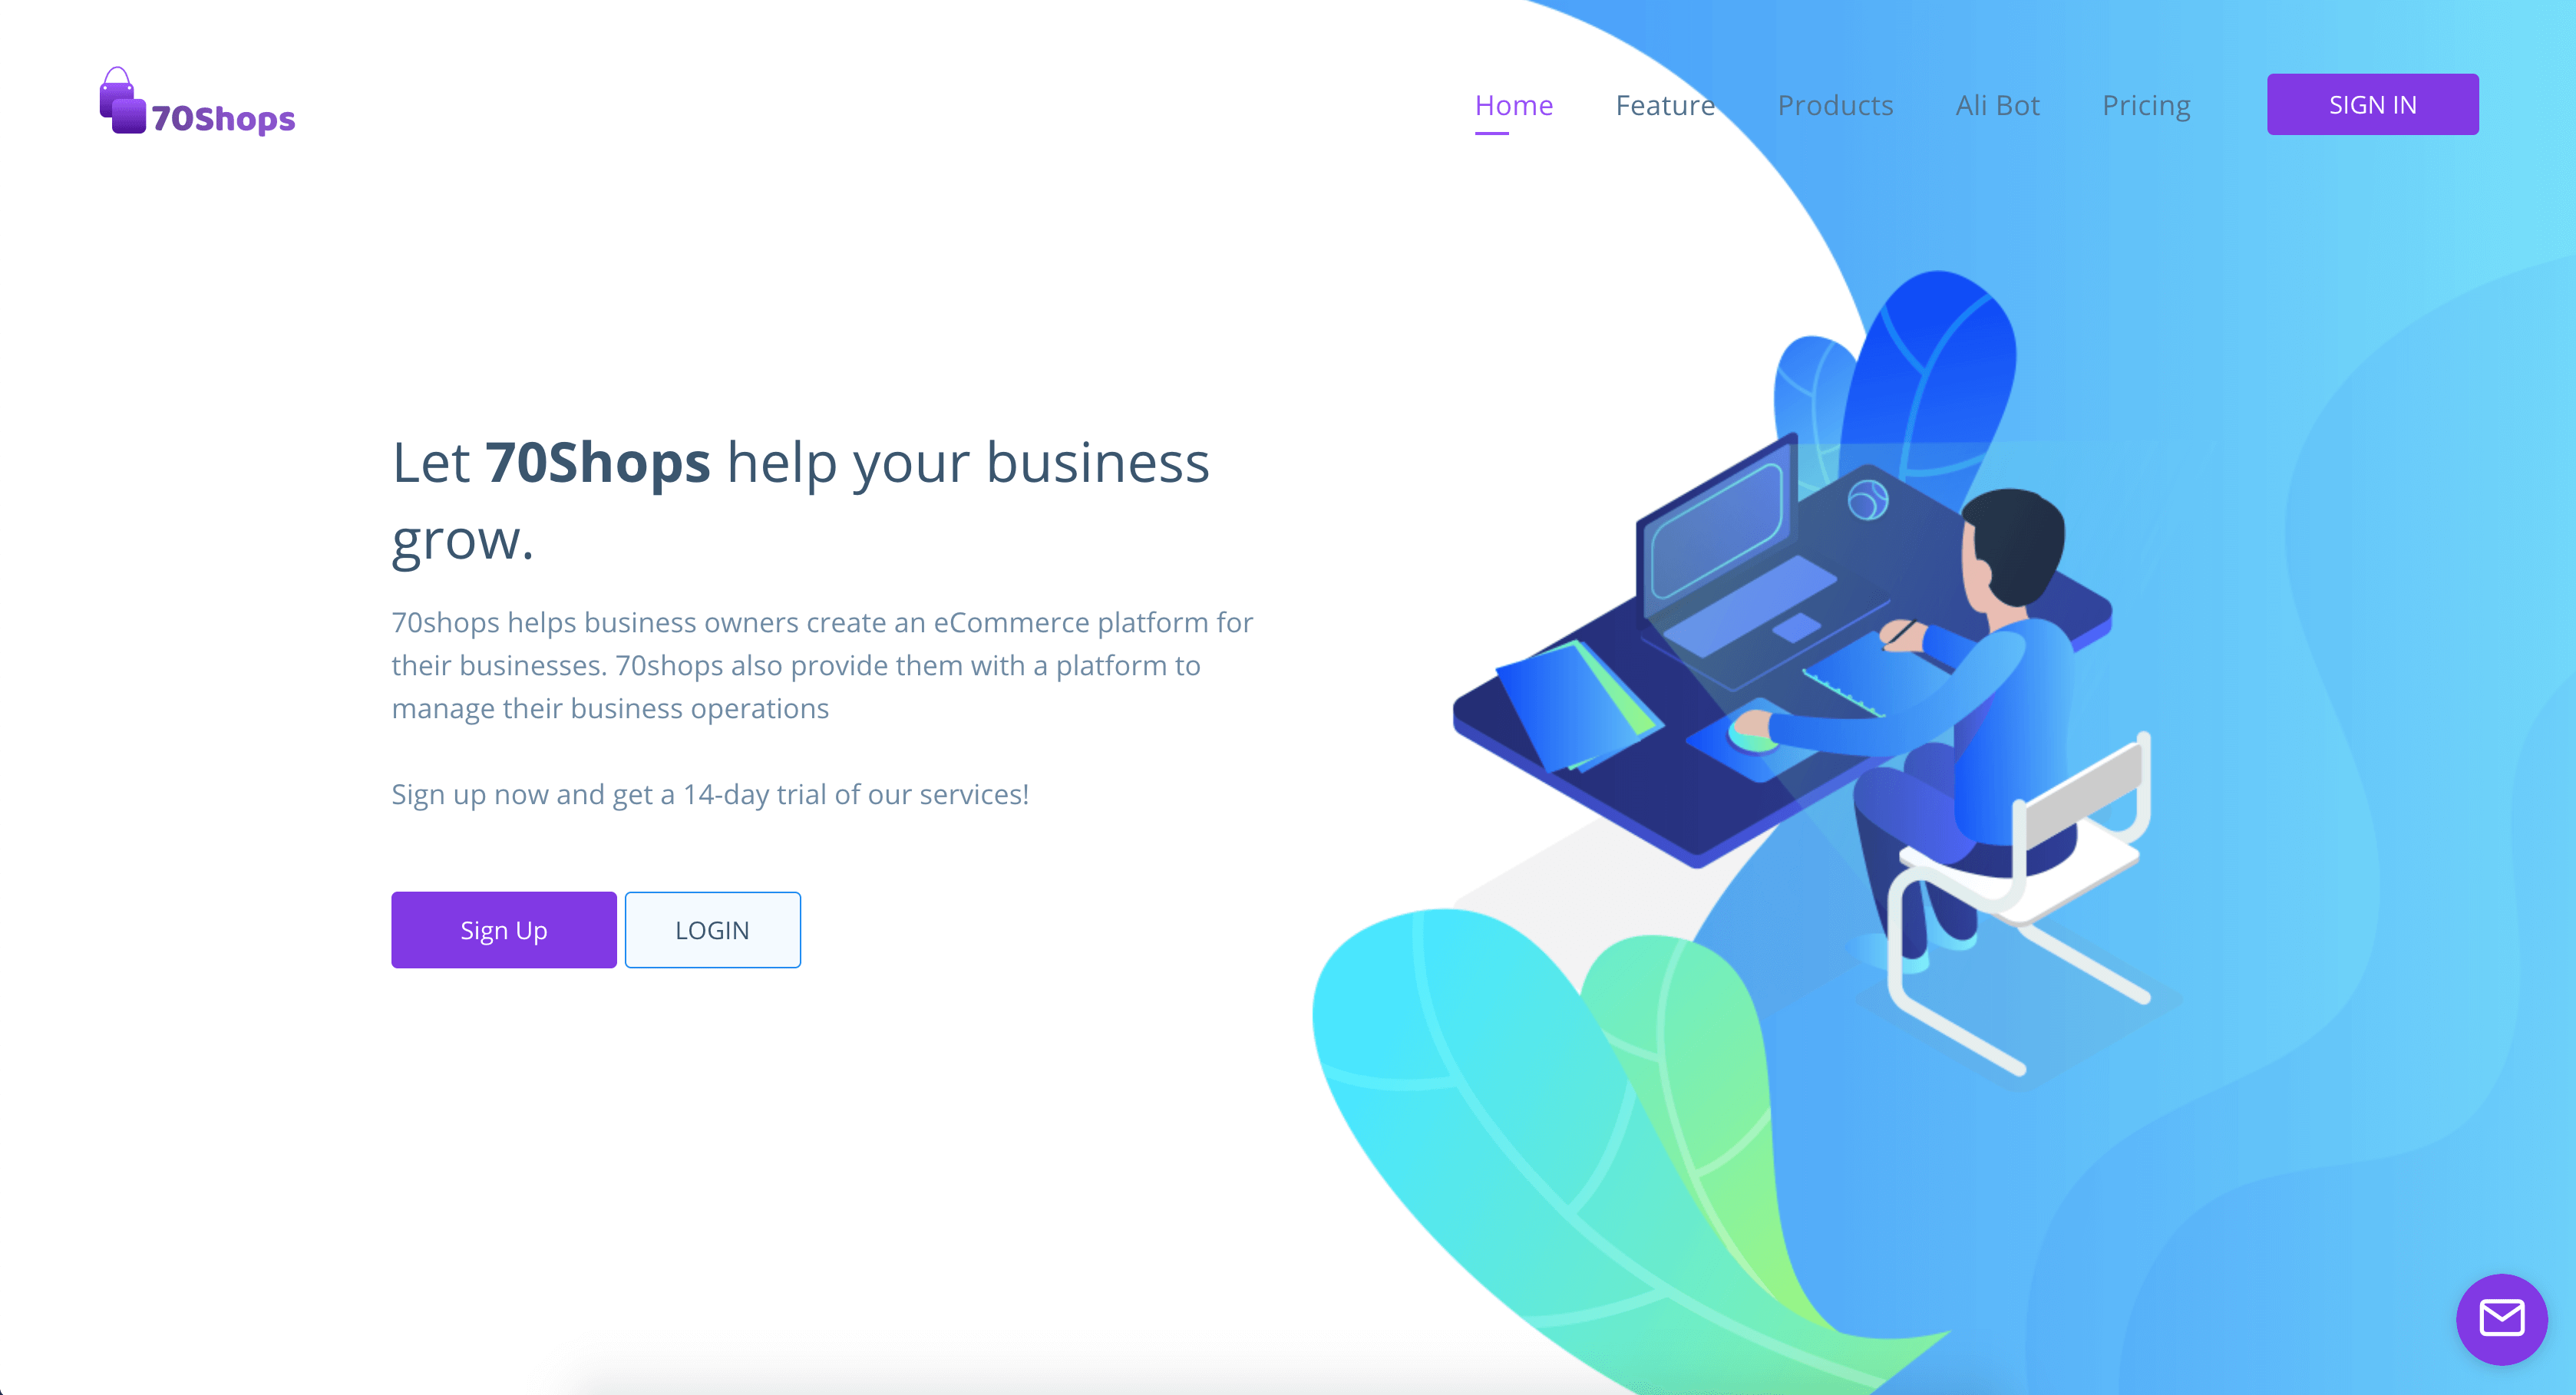 70Shops
Home Feature Products Ali Bot Pricing SIGN IN
Let 70Shops help your business
grow.
70shops helps business owners create an eCommerce platform for
their businesses. 70shops also provide them with a platform to
manage their business operations
Sign up now and get a 14-day trial of our services!
Sign Up LOGIN